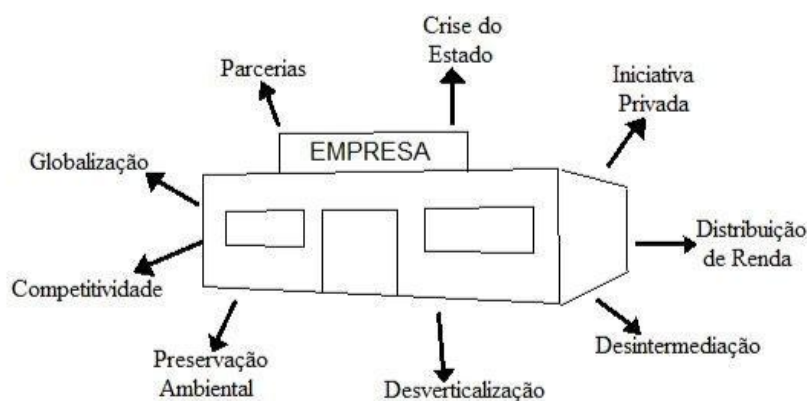 Crise do
Estado
Parcerias
Iniciativa
Privada
EMPRESA
Globalização
Distribuição
de Renda
Competitividade
Desintermediação
Preservação
Ambiental
Desverticalização